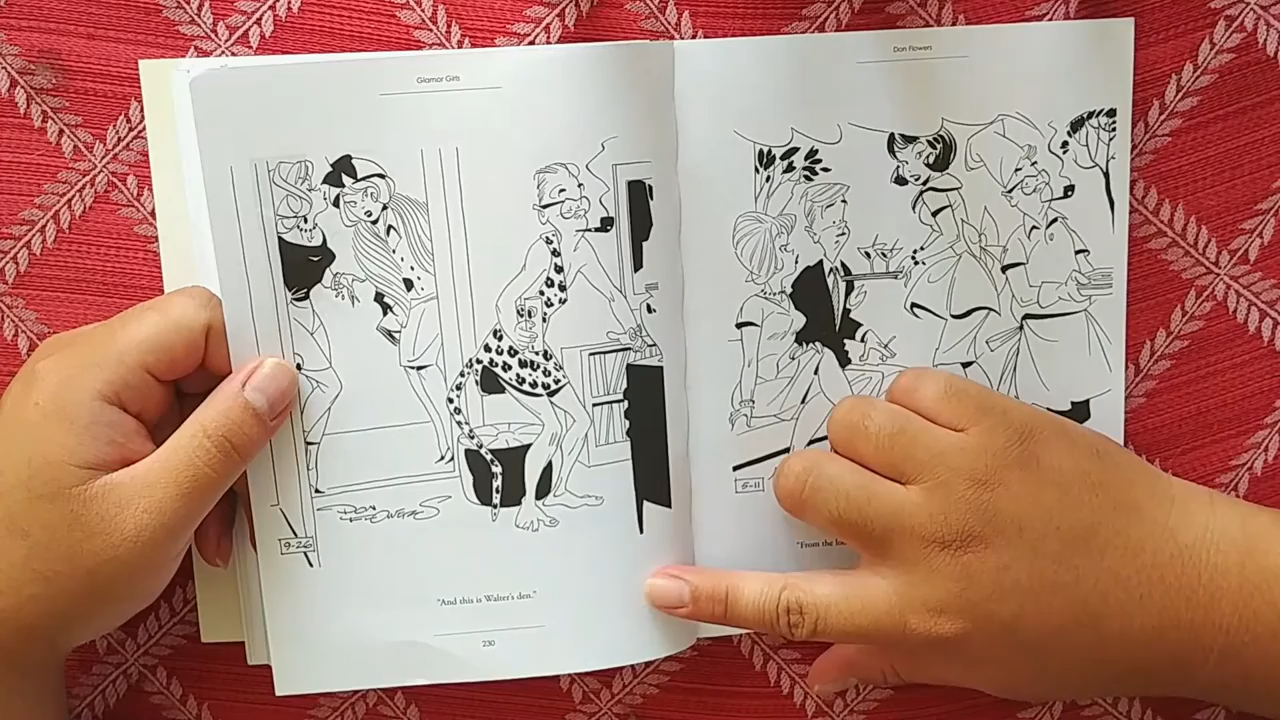 Glamor Girls
DON FLOWERS
9-26
"And this is Walter's den."
230
Don Flowers
5-11
"From the